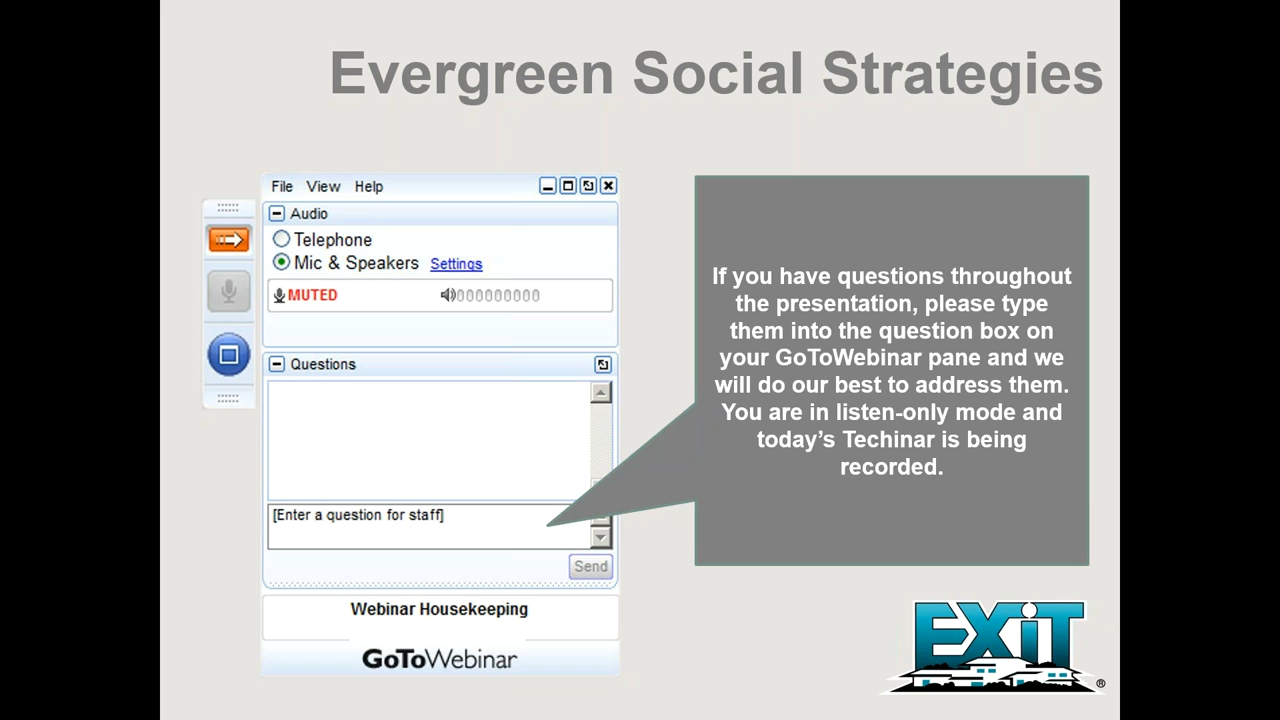 Evergreen Social Strategies
File View Help
Audio
Telephone
Mic & Speakers Settings
MUTED
Questions
[Enter a question for staff]
Send
Webinar Housekeeping
GoToWebinar
If you have questions throughout
the presentation, please type
them into the question box on
your GoToWebinar pane and we
will do our best to address them.
You are in listen-only mode and
today’s Techinar is being
recorded.
EXiT
®